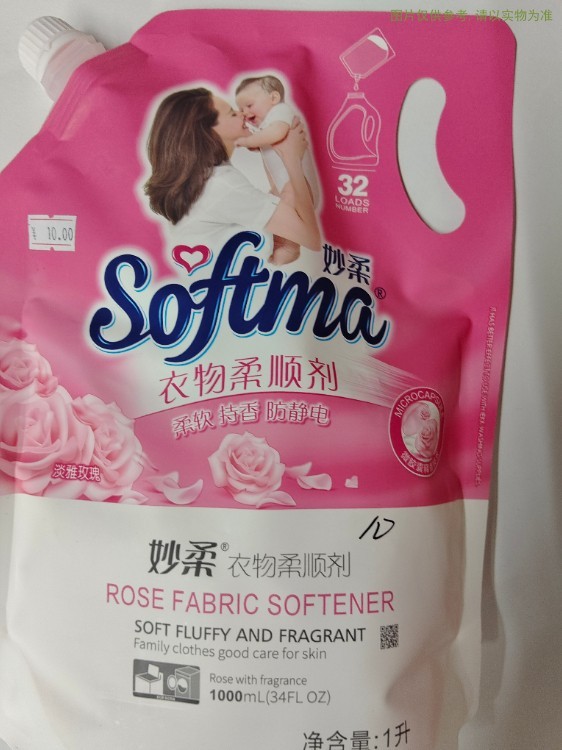 图片仅供参考 请以实物为准
32
LOADS
NUMBER
¥ 10.00
Softma
妙柔®
衣物柔顺剂
柔软 持香 防静电
MICROCAPS
淡雅玫瑰
10
妙柔® 衣物柔顺剂
ROSE FABRIC SOFTENER
SOFT FLUFFY AND FRAGRANT
Family clothes good care for skin
Rose with fragrance
1000mL(34FL OZ)
净含量:1升